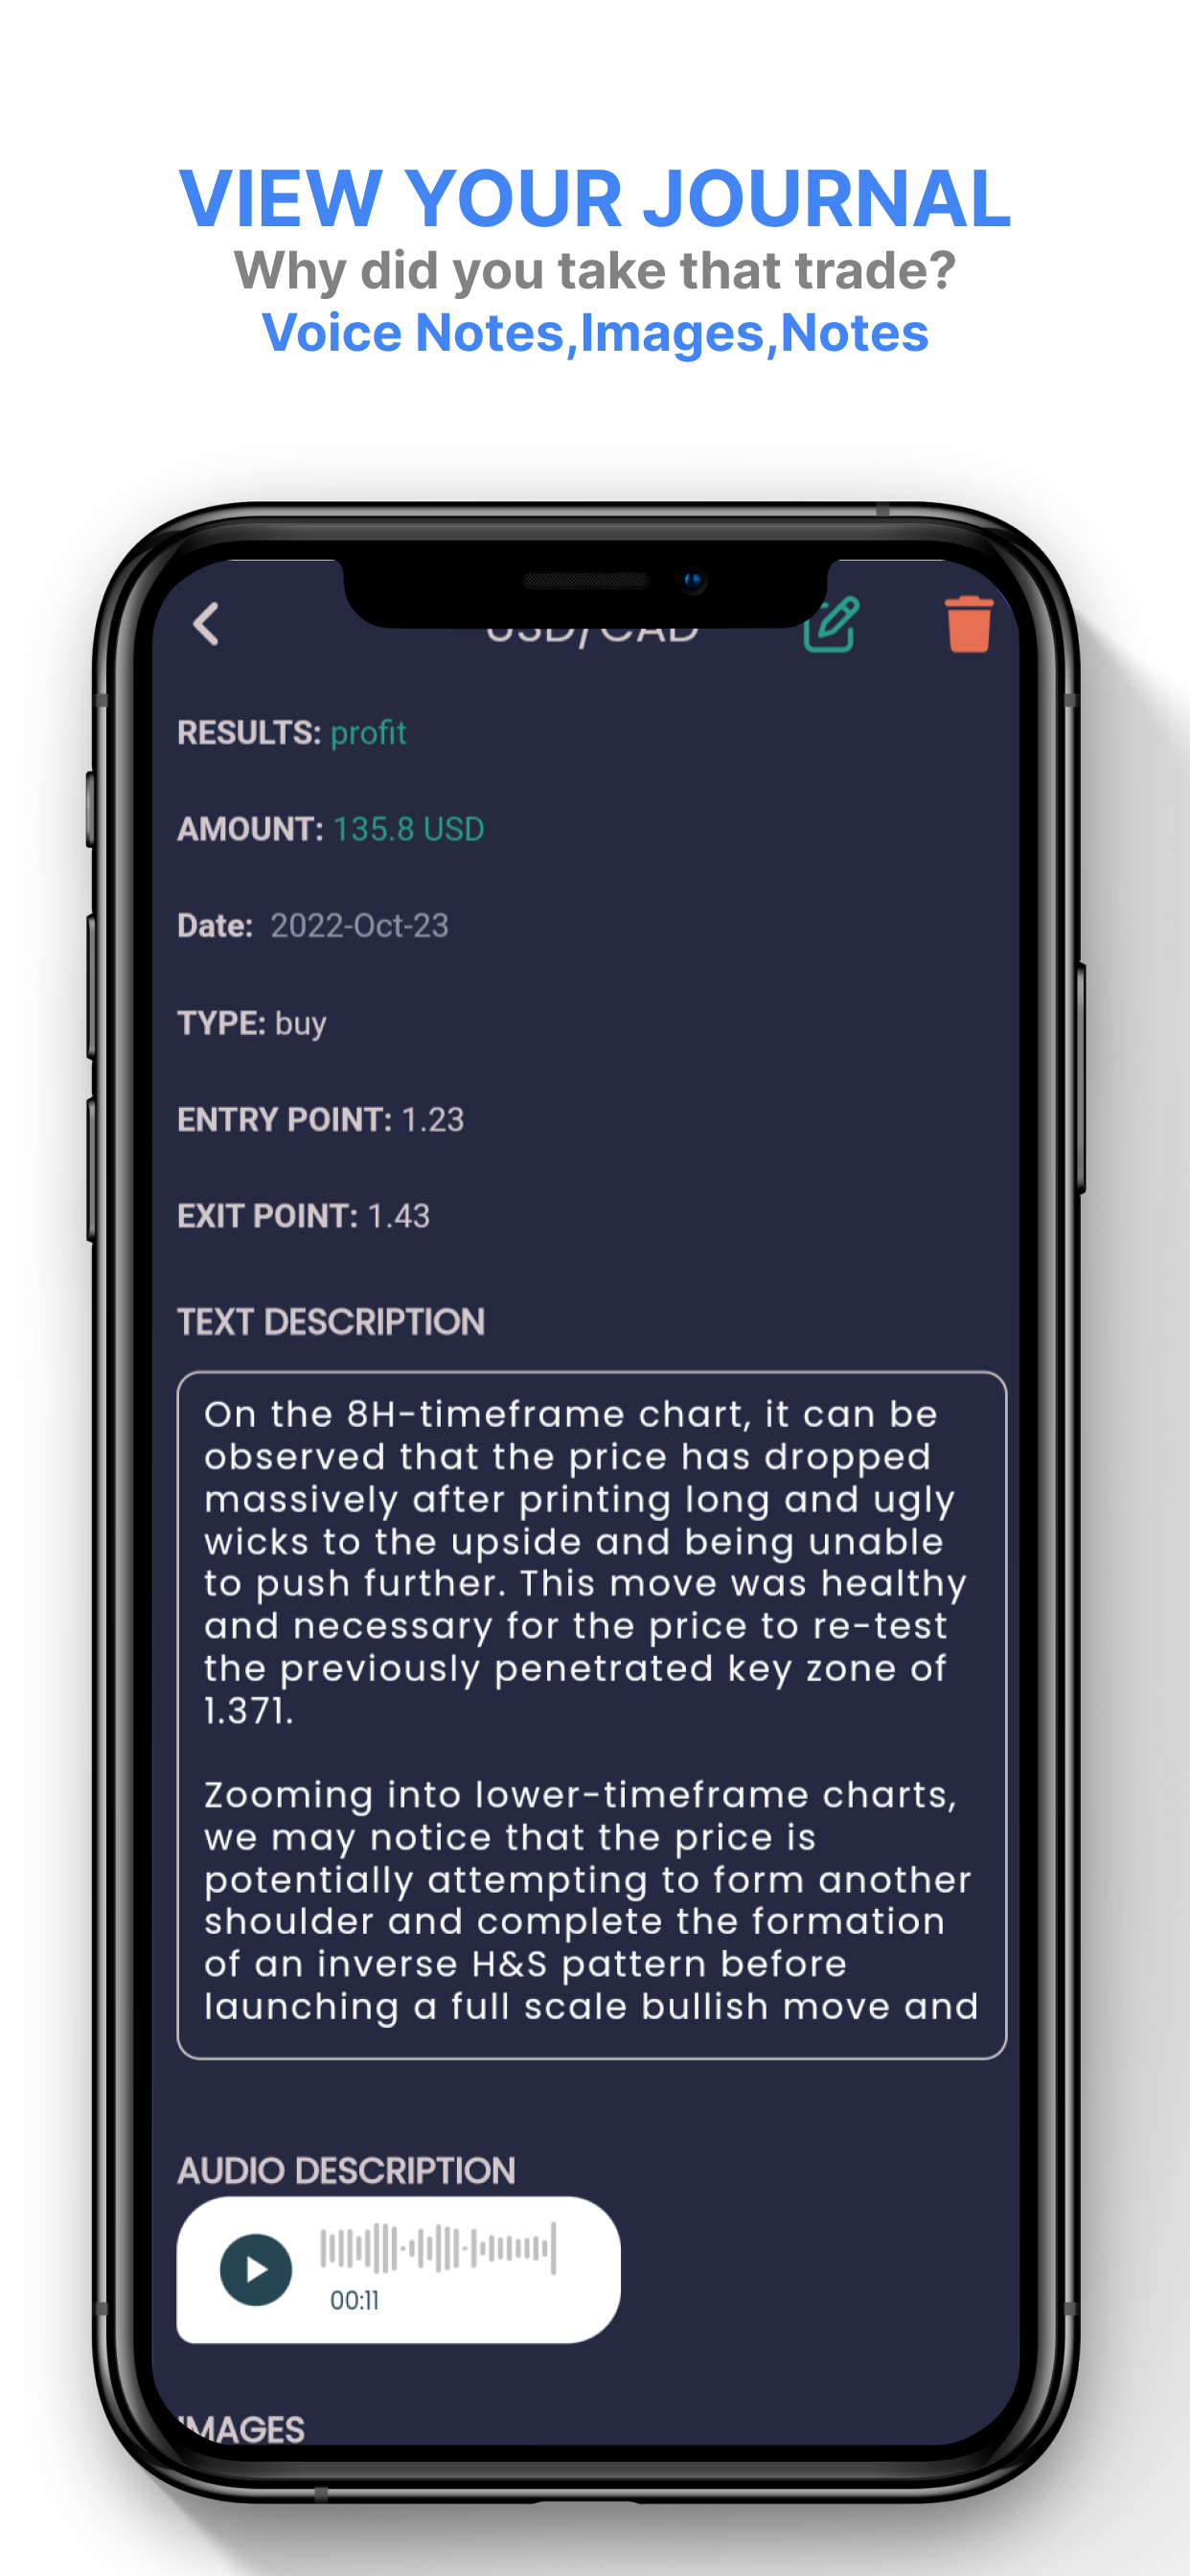 VIEW YOUR JOURNAL
Why did you take that trade?
Voice Notes,Images,Notes
USD/CAD
RESULTS: profit
AMOUNT: 135.8 USD
Date: 2022-Oct-23
TYPE: buy
ENTRY POINT: 1.23
EXIT POINT: 1.43
TEXT DESCRIPTION
On the 8H-timeframe chart, it can be
observed that the price has dropped
massively after printing long and ugly
wicks to the upside and being unable
to push further. This move was healthy
and necessary for the price to re-test
the previously penetrated key zone of
1.371.
Zooming into lower-timeframe charts,
we may notice that the price is
potentially attempting to form another
shoulder and complete the formation
of an inverse H&S pattern before
launching a full scale bullish move and
AUDIO DESCRIPTION
00:11
IMAGES